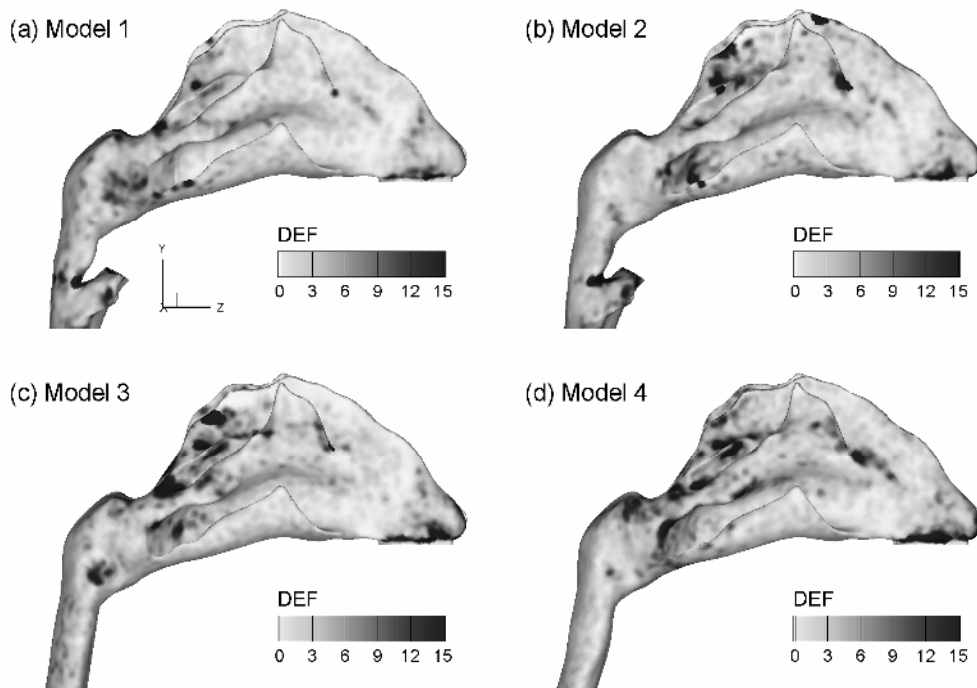 (a) Model 1
(b) Model 2
DEF
0 3 6 9 12 15
Y
X
Z
DEF
0 3 6 9 12 15
(c) Model 3
(d) Model 4
DEF
0 3 6 9 12 15
DEF
0 3 6 9 12 15